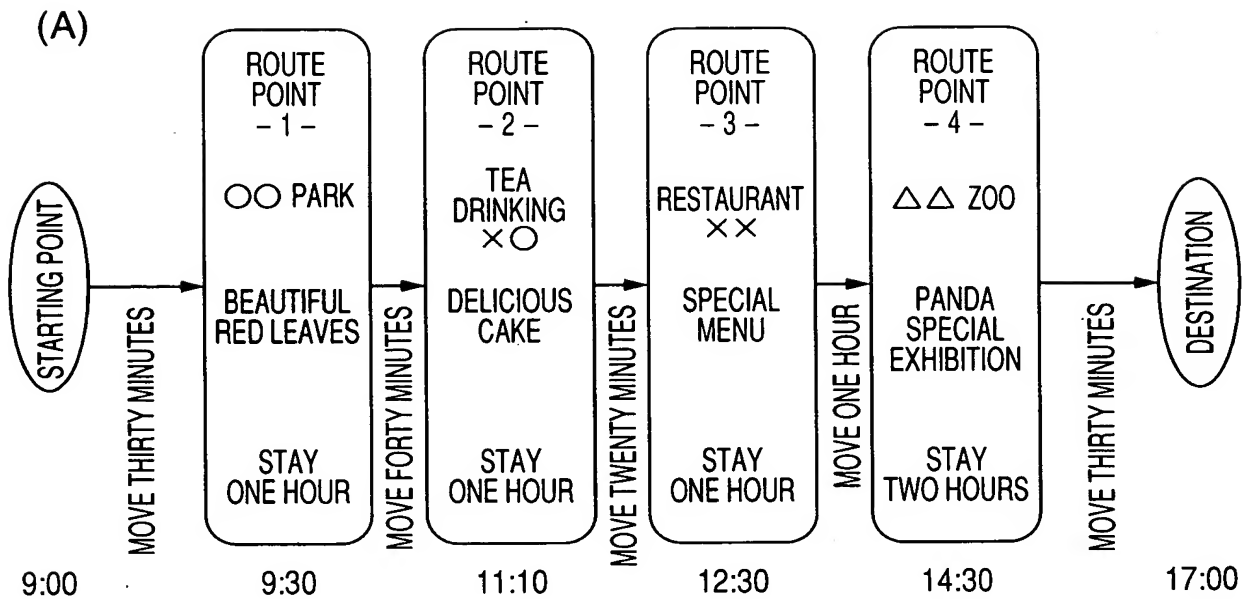 (A)
STARTING POINT
MOVE THIRTY MINUTES
ROUTE
POINT
– 1 –
○○ PARK
BEAUTIFUL
RED LEAVES
STAY
ONE HOUR
MOVE FORTY MINUTES
ROUTE
POINT
– 2 –
TEA
DRINKING
×○
DELICIOUS
CAKE
STAY
ONE HOUR
MOVE TWENTY MINUTES
ROUTE
POINT
– 3 –
RESTAURANT
××
SPECIAL
MENU
STAY
ONE HOUR
MOVE ONE HOUR
ROUTE
POINT
– 4 –
△△ ZOO
PANDA
SPECIAL
EXHIBITION
STAY
TWO HOURS
MOVE THIRTY MINUTES
DESTINATION
9:00 9:30 11:10 12:30 14:30 17:00